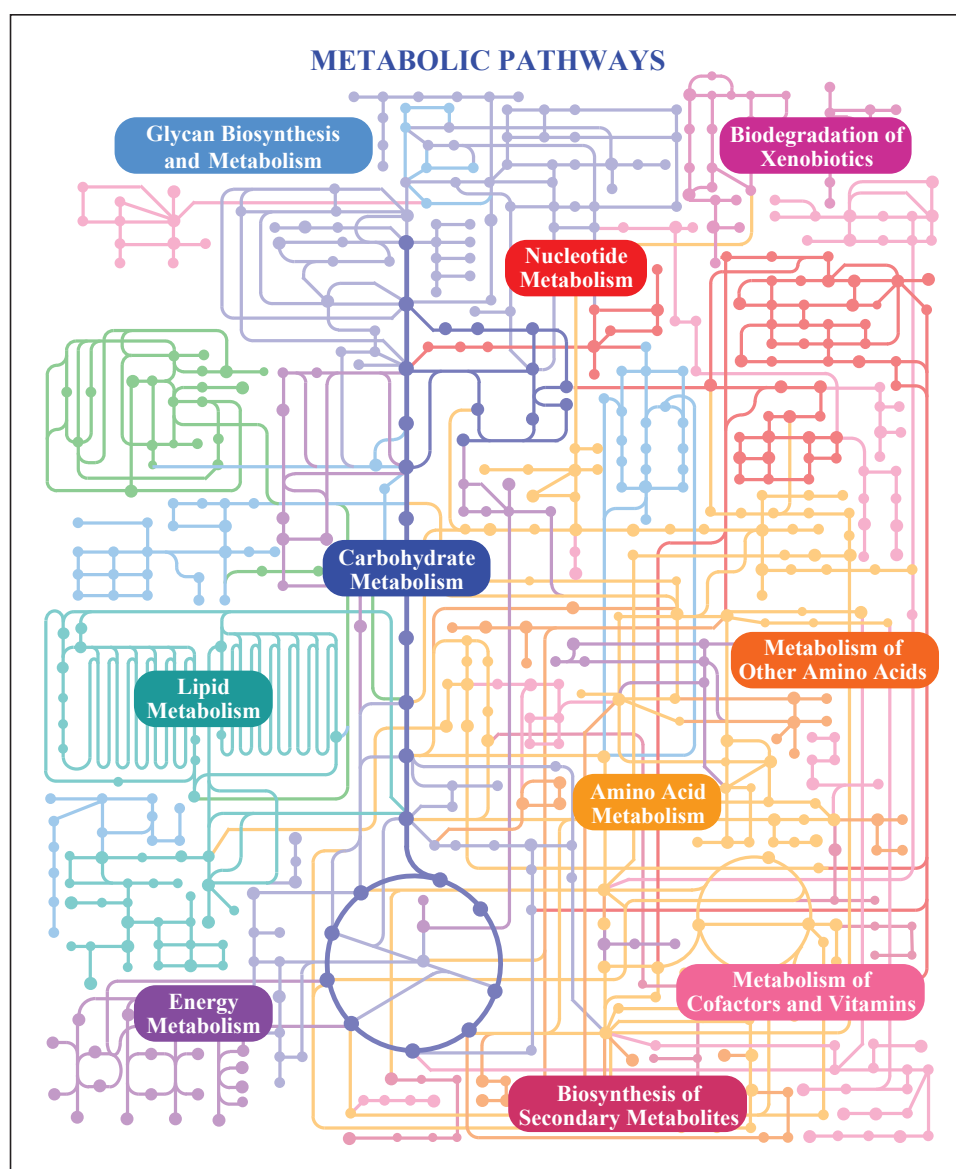 METABOLIC PATHWAYS
Glycan Biosynthesis
and Metabolism
Biodegradation of
Xenobiotics
Nucleotide
Metabolism
Carbohydrate
Metabolism
Lipid
Metabolism
Metabolism of
Other Amino Acids
Amino Acid
Metabolism
Energy
Metabolism
Metabolism of
Cofactors and Vitamins
Biosynthesis of
Secondary Metabolites